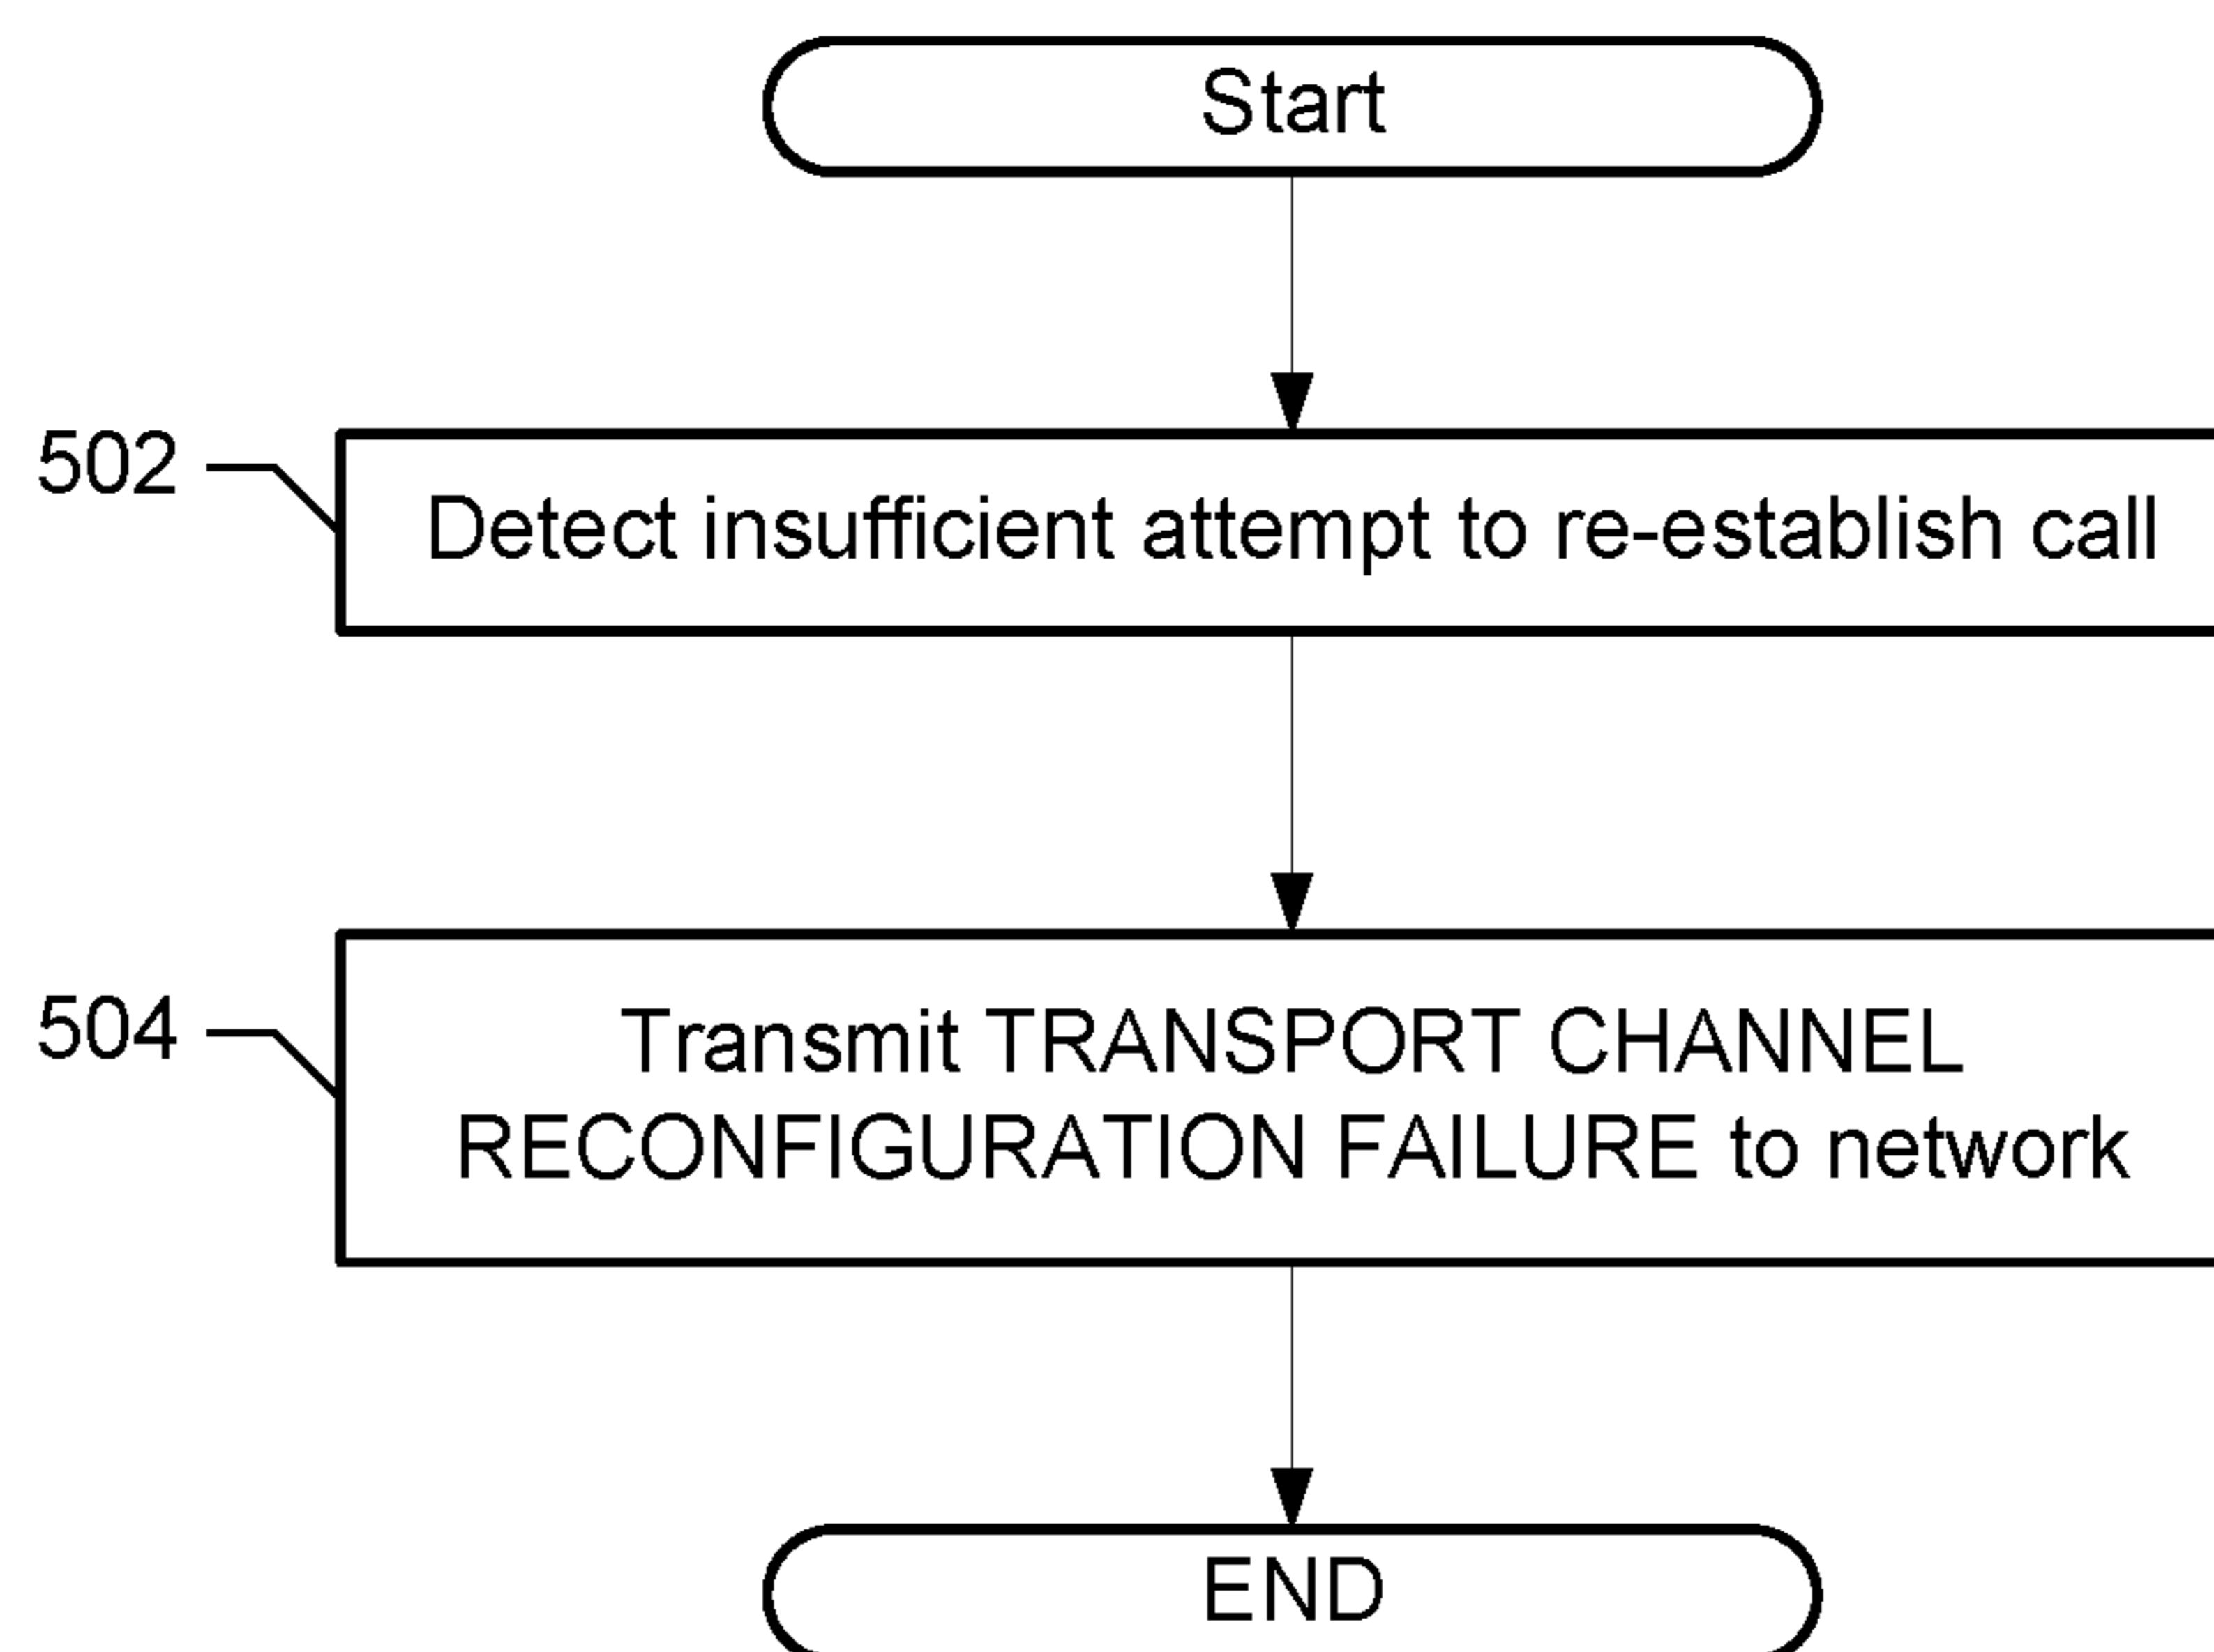 Start
502
Detect insufficient attempt to re-establish call
504
Transmit TRANSPORT CHANNEL
RECONFIGURATION FAILURE to network
END